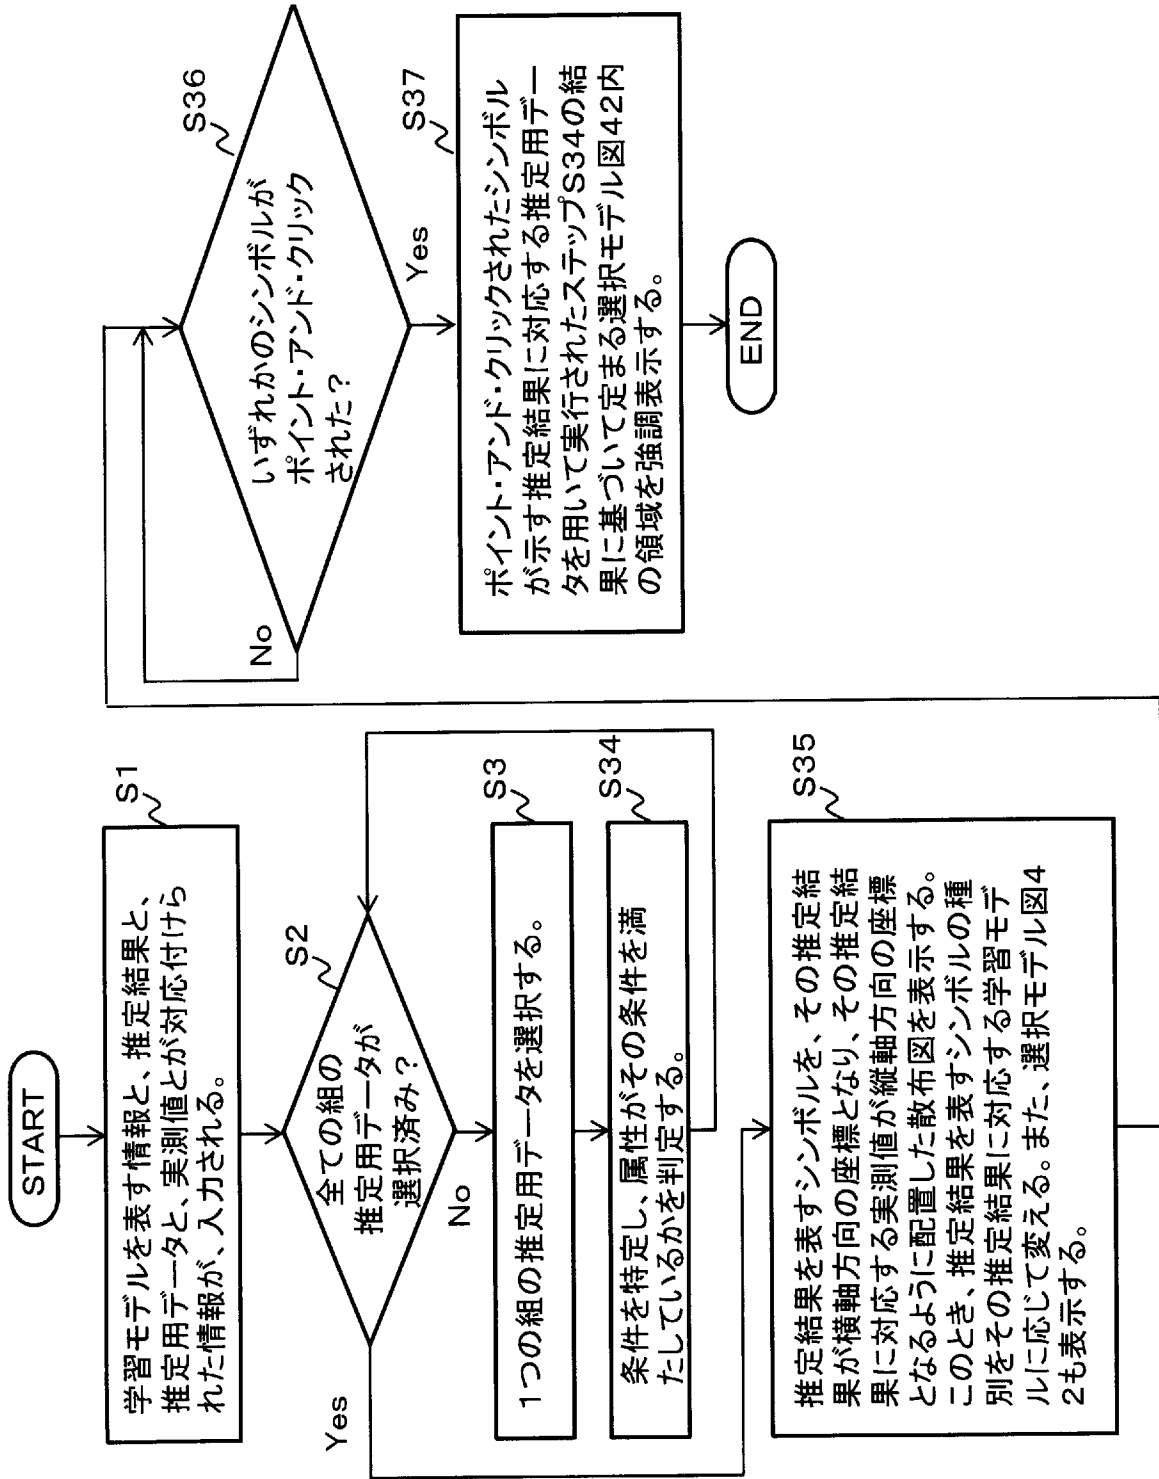 START
S1
学習モデルを表す情報と、推定結果と、
推定用データと、実測値とが対応付けら
れた情報が、入力される。
S2
全ての組の
推定用データが
選択済み?
Yes
No
S3
1つの組の推定用データを選択する。
S34
条件を特定し、属性がその条件を満
たしているかを判定する。
S35
推定結果を表すシンボルを、その推定結
果が横軸方向の座標となり、その推定結
果に対応する実測値が縦軸方向の座標
となるように配置した散布図を表示する。
このとき、推定結果を表すシンボルの種
別をその推定結果に対応する学習モデ
ルに応じて変える。また、選択モデル図4
2も表示する。
S36
いずれかのシンボルが
ポイント・アンド・クリック
された?
No
Yes
S37
ポイント・アンド・クリックされたシンボル
が示す推定結果に対応する推定用デー
タを用いて実行されたステップS34の結
果に基づいて定まる選択モデル図42内
の領域を強調表示する。
END